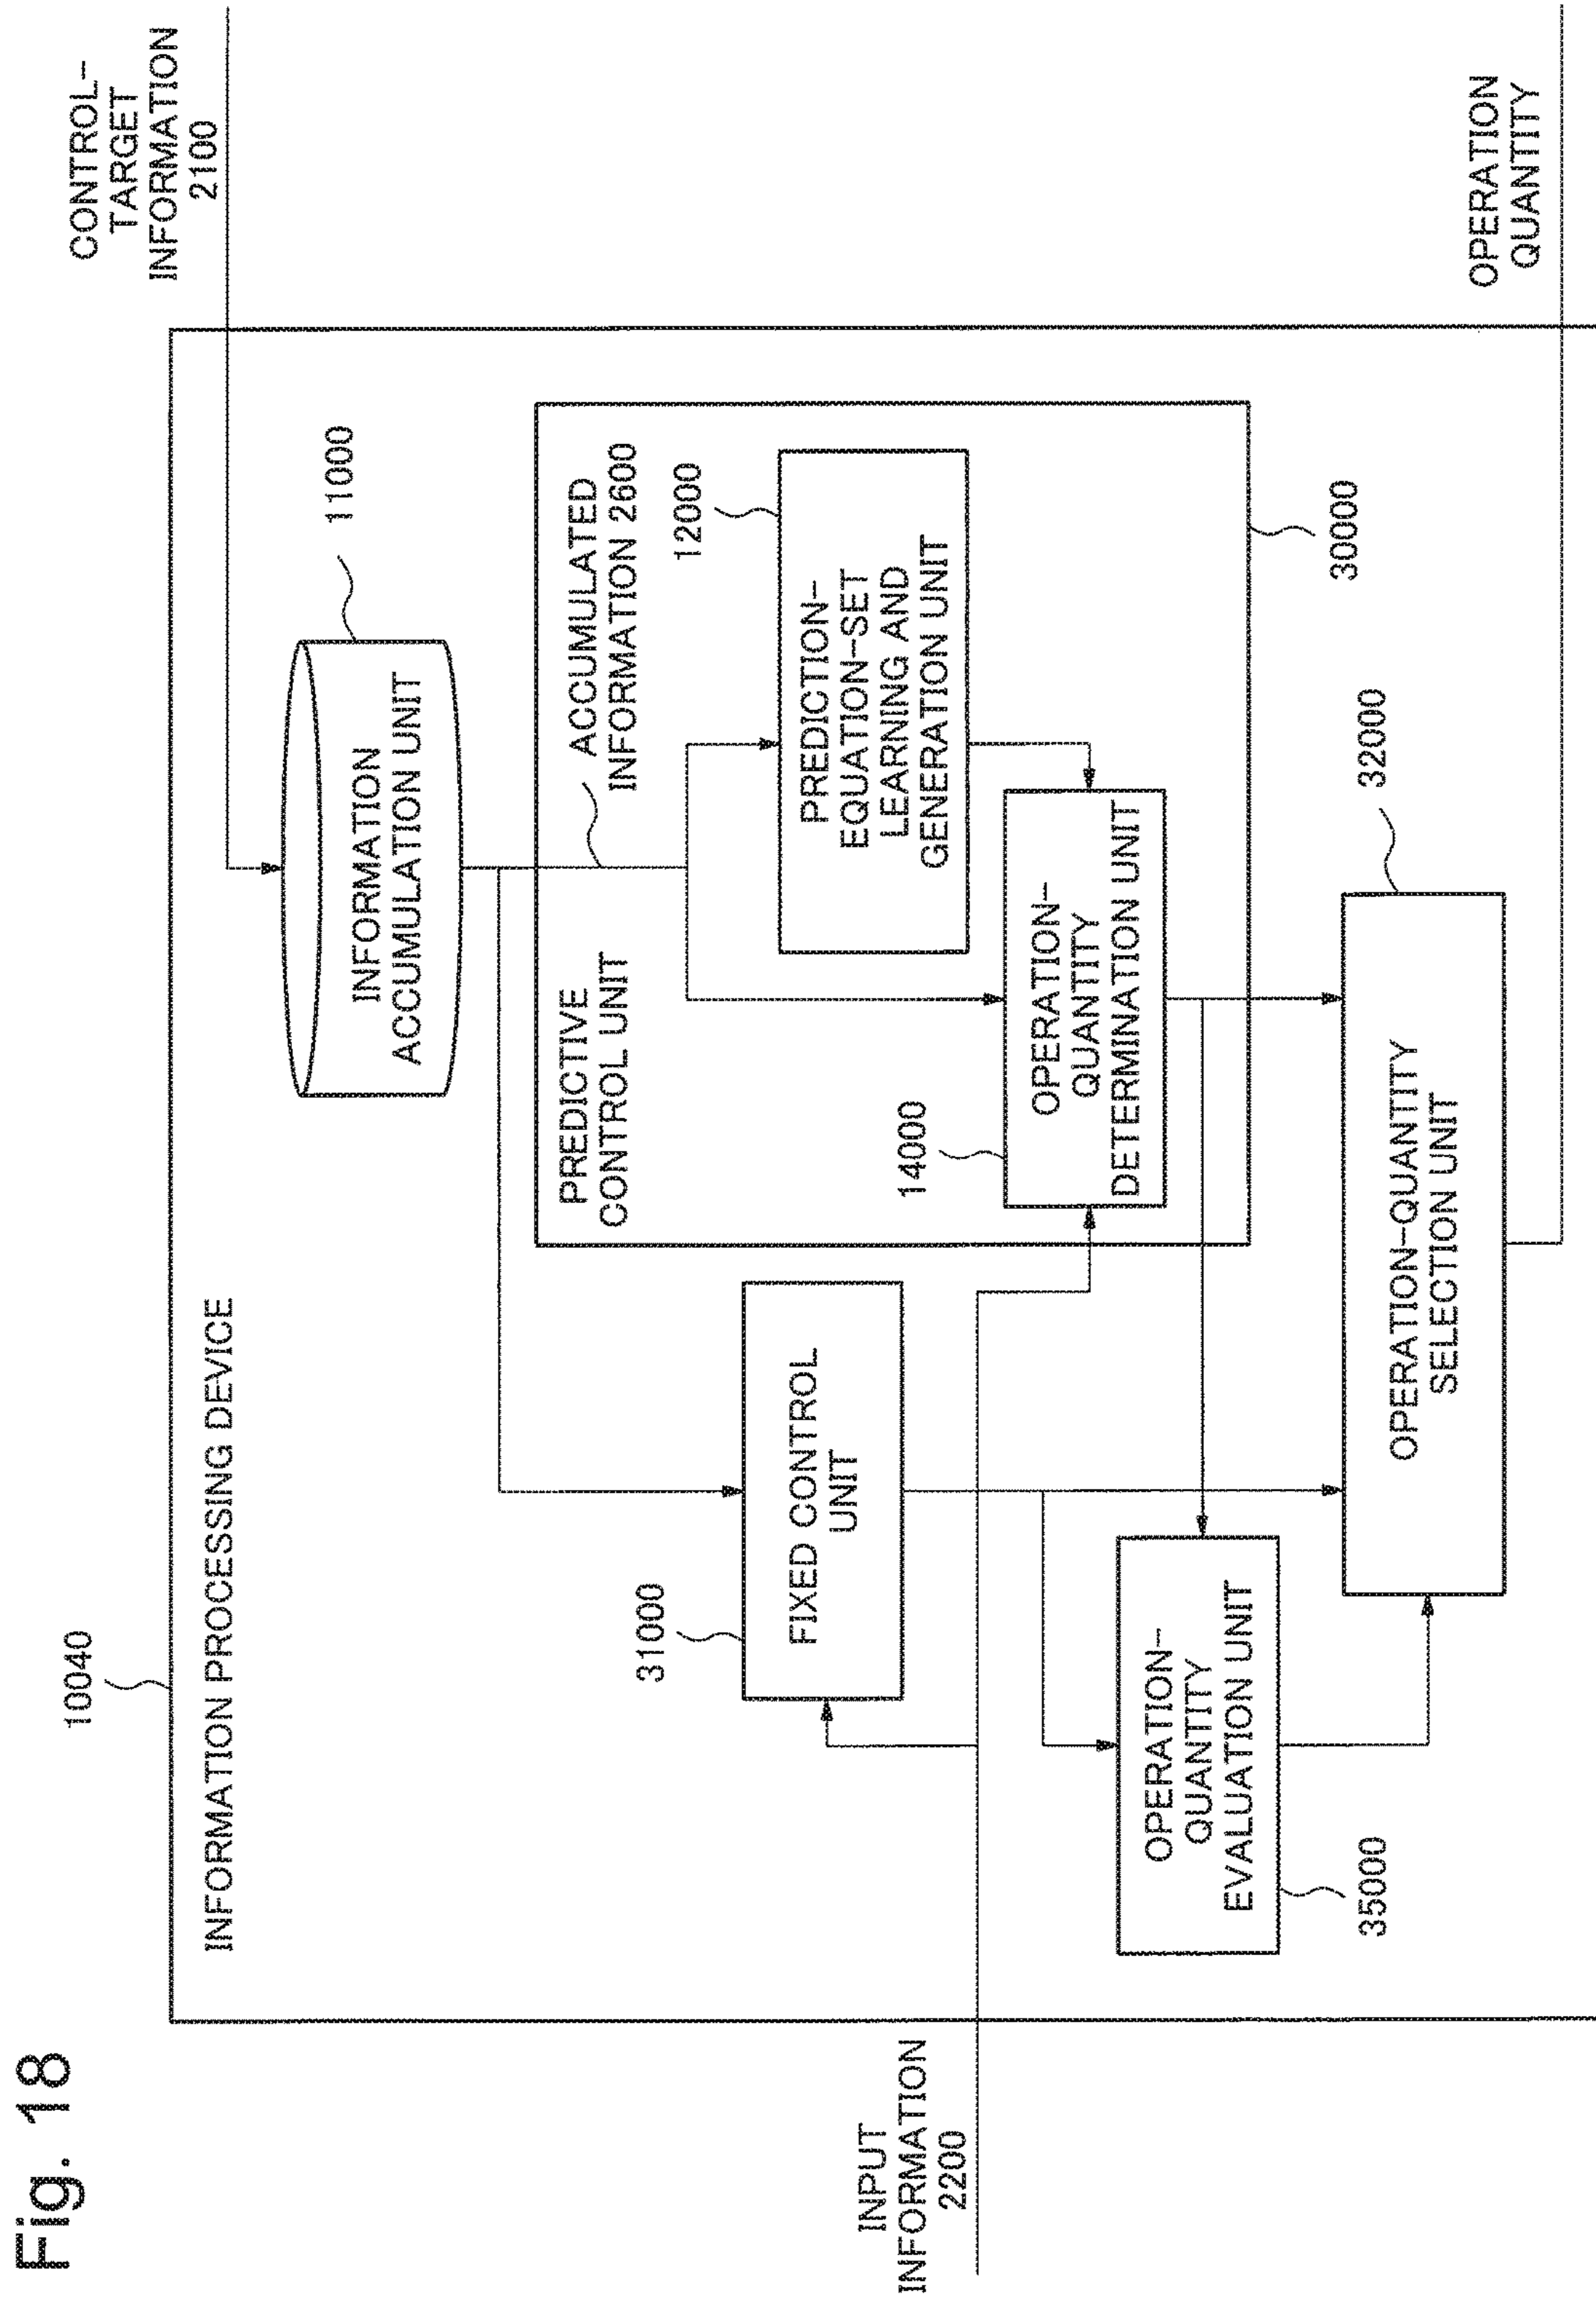 Fig. 18
10040
INFORMATION PROCESSING DEVICE
CONTROL-
TARGET
INFORMATION
2100
11000
INFORMATION
ACCUMULATION UNIT
PREDICTIVE
CONTROL UNIT
ACCUMULATED
INFORMATION 2600
12000
PREDICTION-
EQUATION-SET
LEARNING AND
GENERATION UNIT
31000
FIXED CONTROL
UNIT
INPUT
INFORMATION
2200
14000
OPERATION-
QUANTITY
DETERMINATION UNIT
30000
OPERATION-
QUANTITY
EVALUATION UNIT
35000
32000
OPERATION-QUANTITY
SELECTION UNIT
OPERATION
QUANTITY